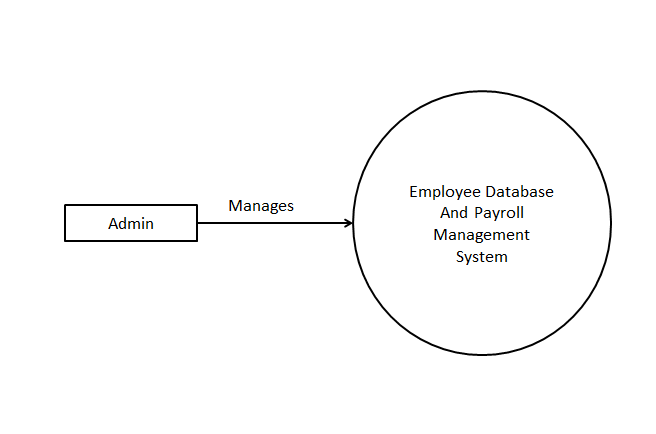 Manages
Admin
Employee Database
And Payroll
Management
System